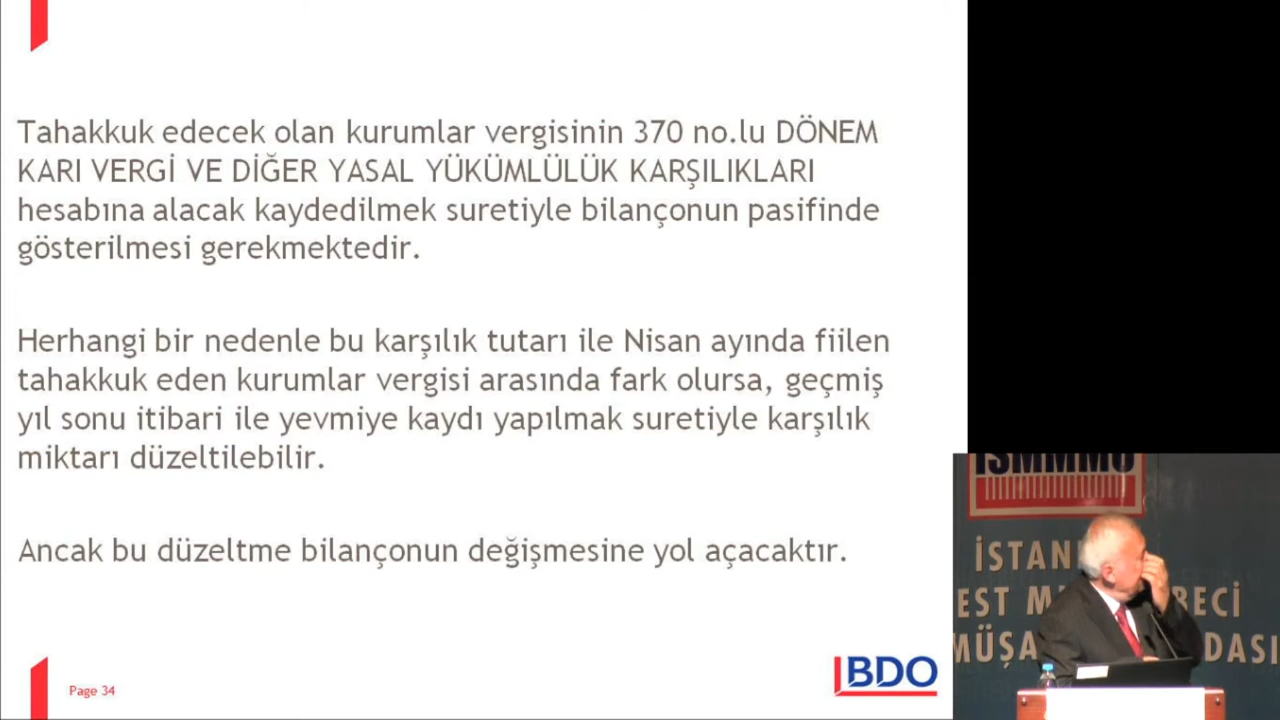 Tahakkuk edecek olan kurumlar vergisinin 370 no.lu DÖNEM
KARI VERGİ VE DİĞER YASAL YÜKÜMLÜLÜK KARŞILIKLARI
hesabına alacak kaydedilmek suretiyle bilançonun pasifinde
gösterilmesi gerekmektedir.
Herhangi bir nedenle bu karşılık tutarı ile Nisan ayında fiilen
tahakkuk eden kurumlar vergisi arasında fark olursa, geçmiş
yıl sonu itibari ile yevmiye kaydı yapılmak suretiyle karşılık
miktarı düzeltilebilir.
Ancak bu düzeltme bilançonun değişmesine yol açacaktır.
Page 34
BDO
İSMMMO
İSTAN
EST M BECİ
MÜŞA DASI